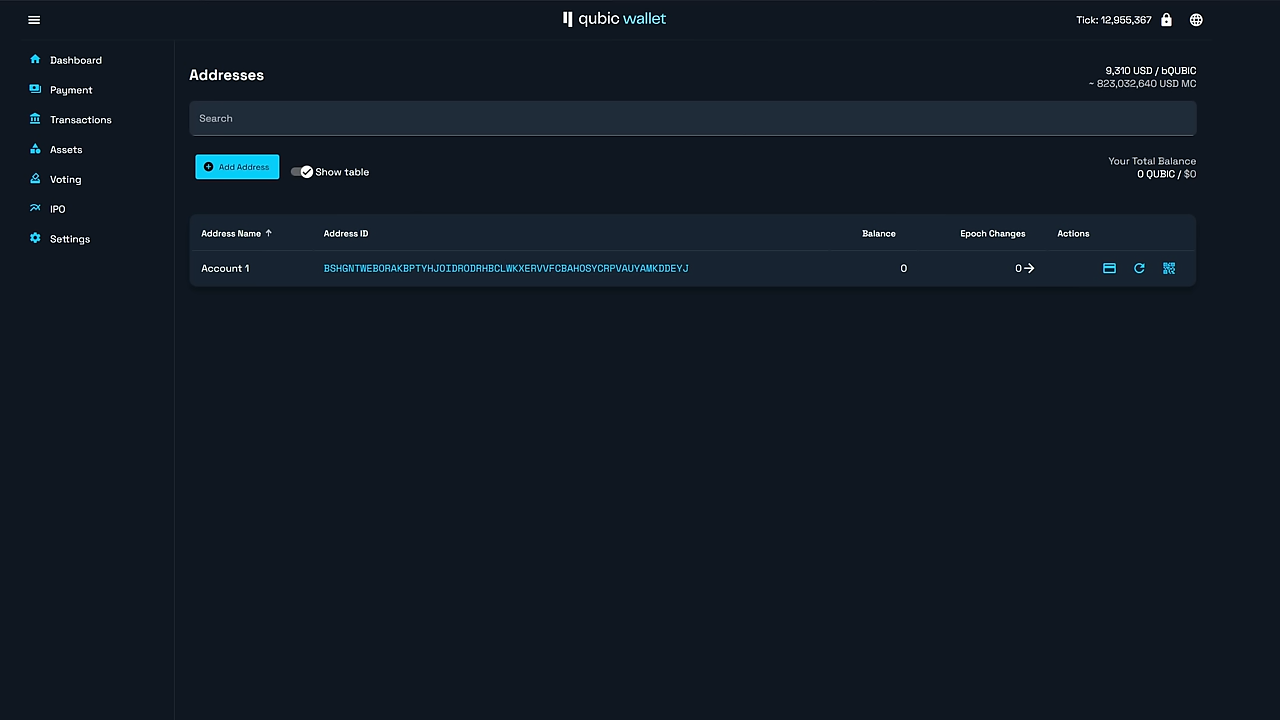 qubic wallet
Tick: 12,955,367
Dashboard
Payment
Transactions
Assets
Voting
IPO
Settings
Addresses
9,310 USD / bQUBIC
~ 823,032,640 USD MC
Search
Add Address
Show table
Your Total Balance
0 QUBIC / $0
Address Name Address ID Balance Epoch Changes Actions
Account 1 BSHGNTWEBORAKBPTYHJOIDRODRHBCLWKXERVVFCBAHOSYCRPVAUYAMKDDEYJ 0 0